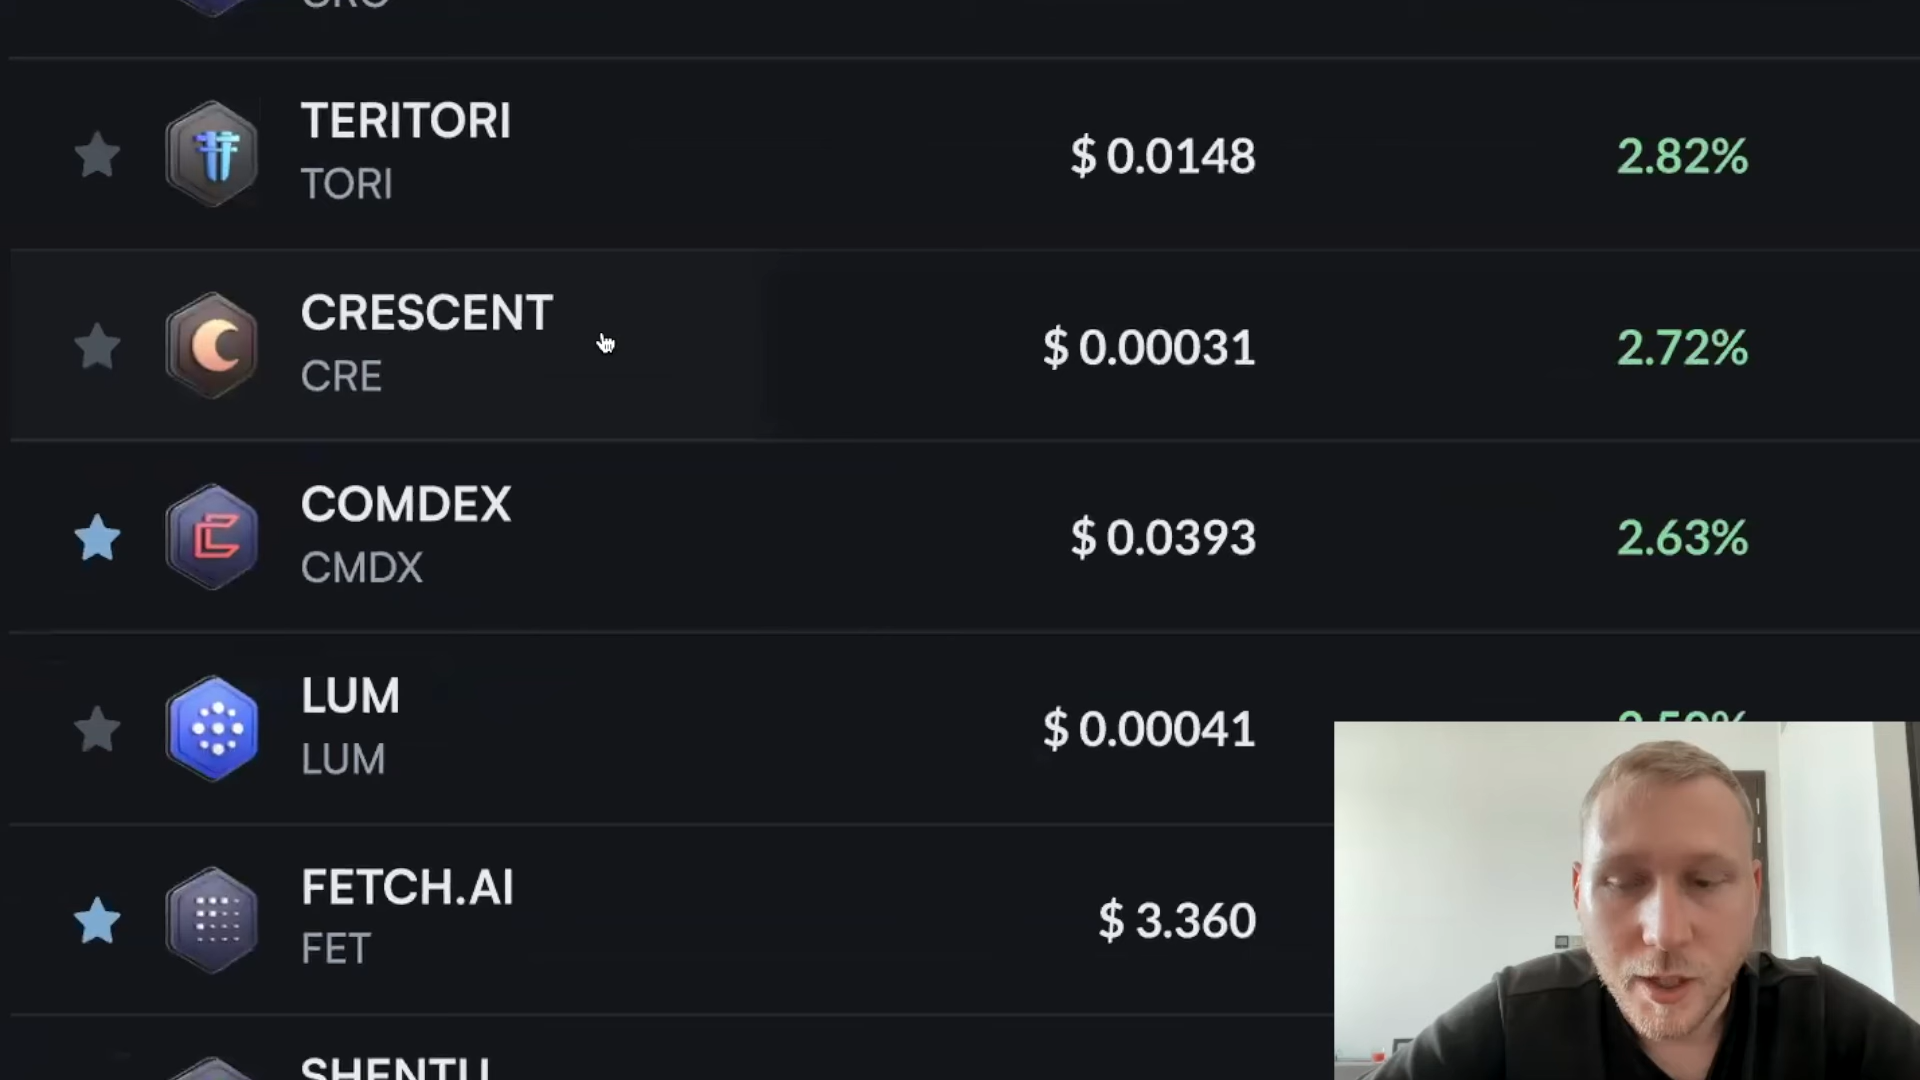 TERITORI
TORI
$ 0.0148
2.82%
CRESCENT
CRE
$ 0.00031
2.72%
COMDEX
CMDX
$ 0.0393
2.63%
LUM
LUM
$ 0.00041
FETCH.AI
FET
$ 3.360
SHENTU